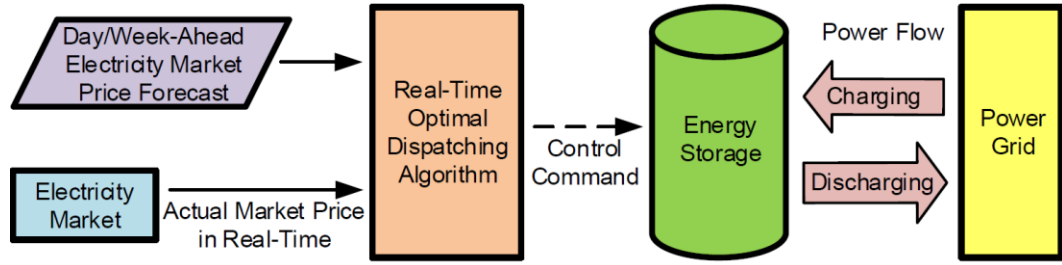 Day/Week-Ahead
Electricity Market
Price Forecast
Electricity
Market
Actual Market Price
in Real-Time
Real-Time
Optimal
Dispatching
Algorithm
Control
Command
Energy
Storage
Power Flow
Charging
Discharging
Power
Grid